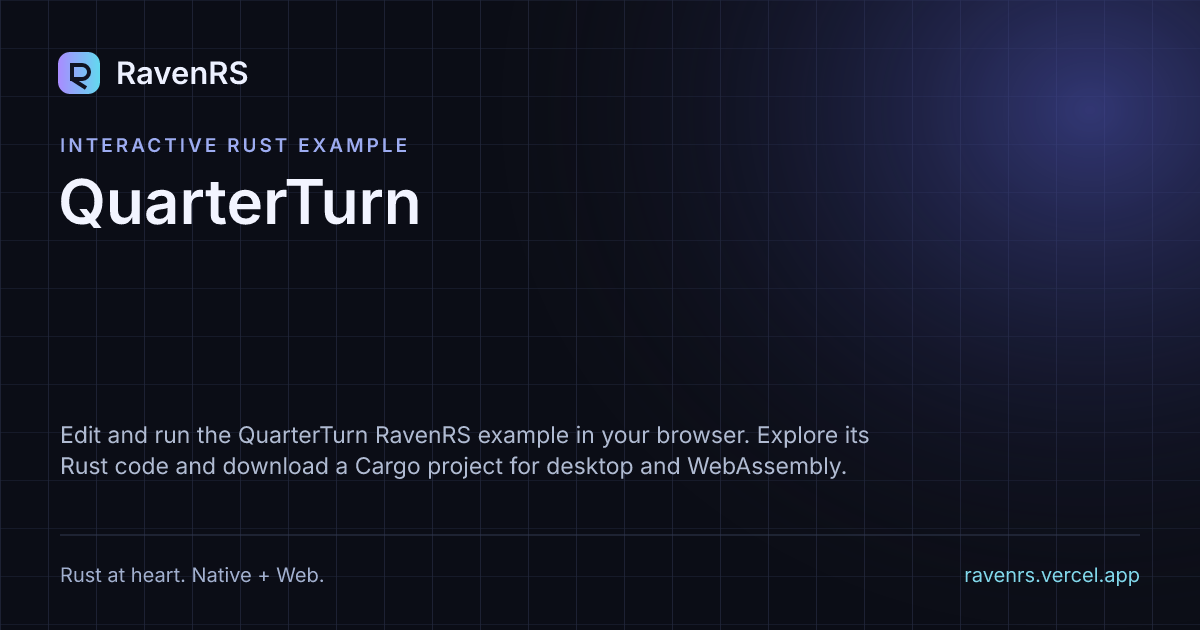 RavenRS
INTERACTIVE RUST EXAMPLE
QuarterTurn
Edit and run the QuarterTurn RavenRS example in your browser. Explore its
Rust code and download a Cargo project for desktop and WebAssembly.
Rust at heart. Native + Web.
ravenrs.vercel.app